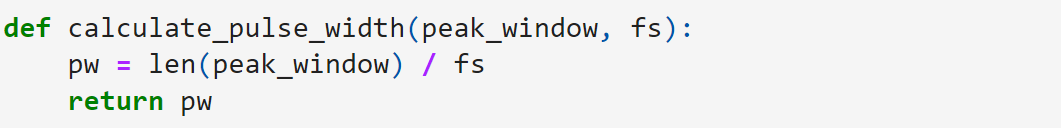 def calculate_pulse_width(peak_window, fs):
    pw = len(peak_window) / fs
    return pw